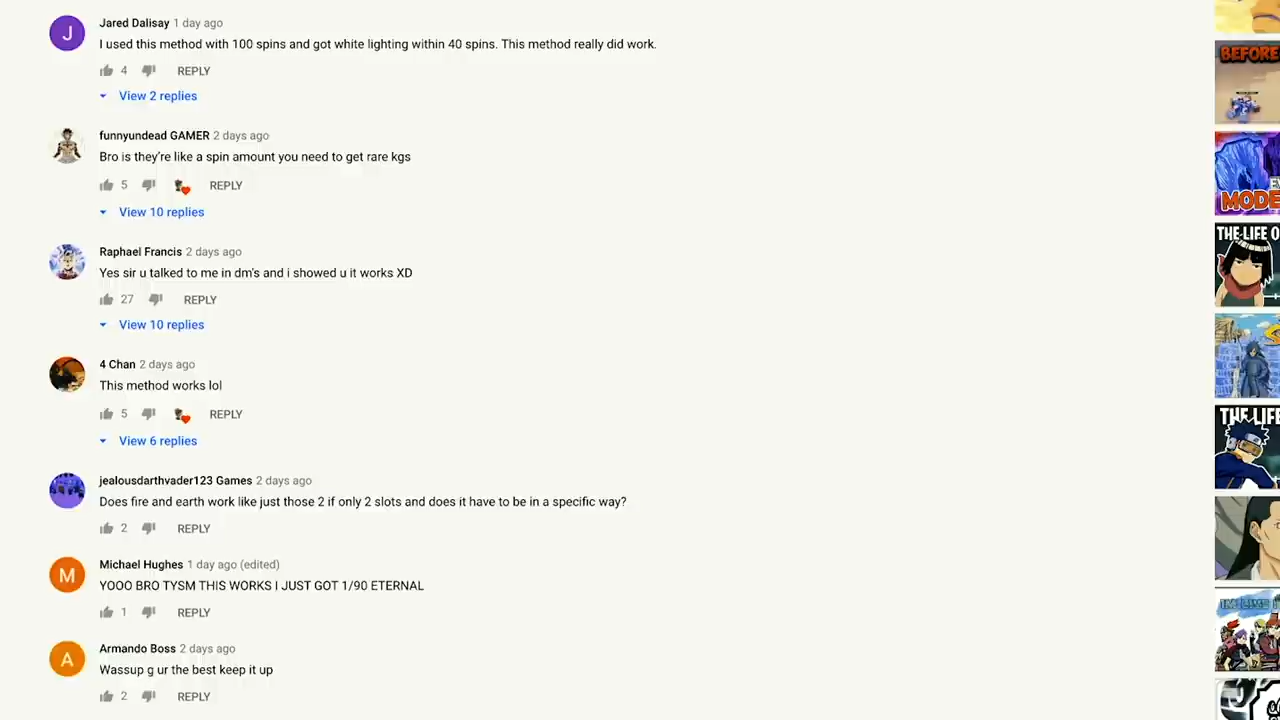 Jared Dalisay 1 day ago
I used this method with 100 spins and got white lighting within 40 spins. This method really did work.
4 REPLY
View 2 replies
funnyundead GAMER 2 days ago
Bro is they're like a spin amount you need to get rare kgs
5 REPLY
View 10 replies
Raphael Francis 2 days ago
Yes sir u talked to me in dm's and i showed u it works XD
27 REPLY
View 10 replies
4 Chan 2 days ago
This method works lol
5 REPLY
View 6 replies
jealousdarthvader123 Games 2 days ago
Does fire and earth work like just those 2 if only 2 slots and does it have to be in a specific way?
2 REPLY
Michael Hughes 1 day ago (edited)
YOOO BRO TYSM THIS WORKS I JUST GOT 1/90 ETERNAL
1 REPLY
Armando Boss 2 days ago
Wassup g ur the best keep it up
2 REPLY
J
M
A
BEFORE
MODE
THE LIFE O
THE LIFE